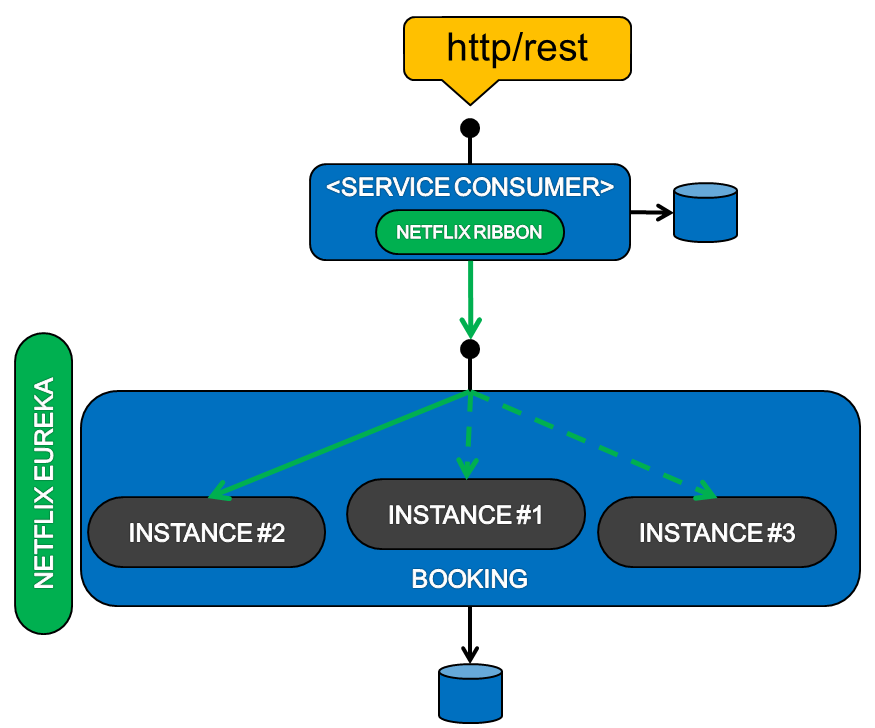 http/rest
<SERVICE CONSUMER>
NETFLIX RIBBON
NETFLIX EUREKA
INSTANCE #2
INSTANCE #1
INSTANCE #3
BOOKING